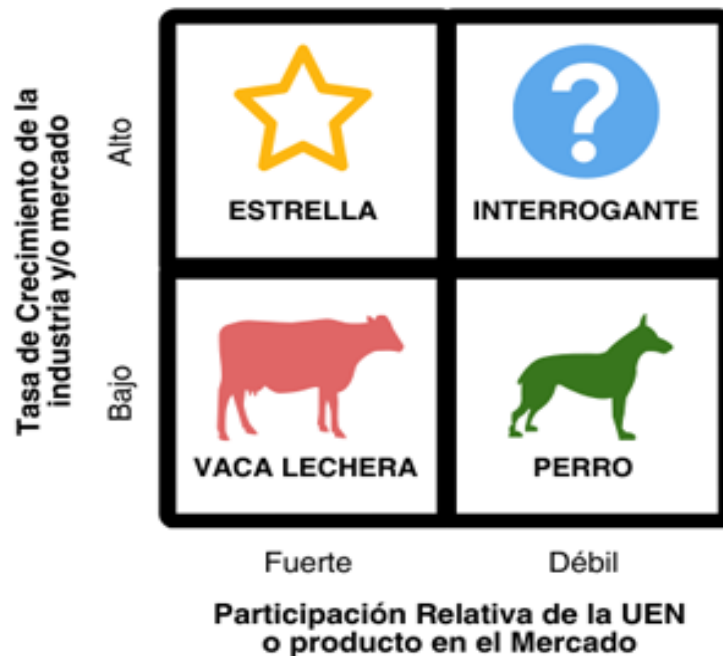 Tasa de Crecimiento de la
industria y/o mercado
Alto
ESTRELLA
INTERROGANTE
Bajo
VACA LECHERA
PERRO
Fuerte
Débil
Participación Relativa de la UEN
o producto en el Mercado